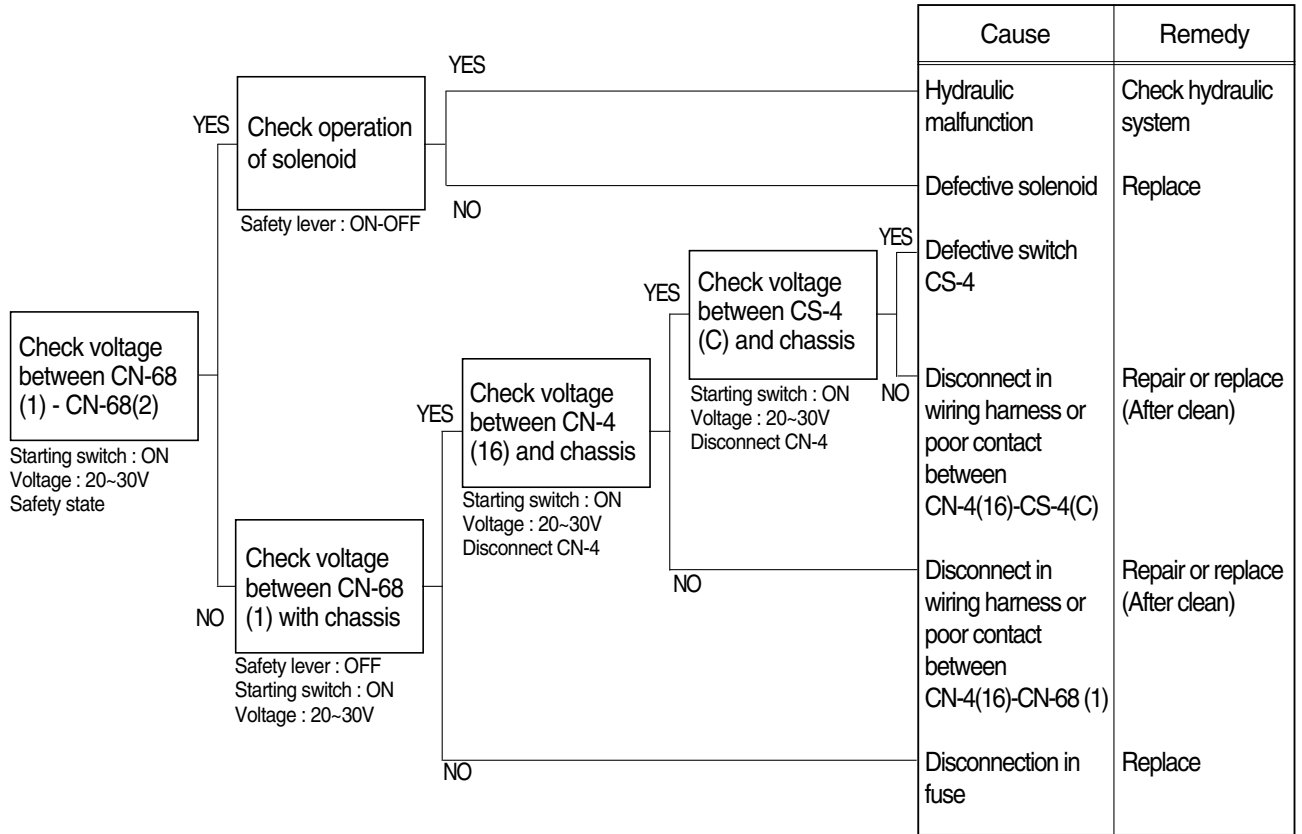 Cause
Remedy
YES
Hydraulic
malfunction
Check hydraulic
system
YES
Check operation
of solenoid
Safety lever : ON-OFF
NO
Defective solenoid
Replace
YES
Defective switch
CS-4
YES
Check voltage
between CS-4
(C) and chassis
Starting switch : ON
Voltage : 20~30V
Disconnect CN-4
NO
Disconnect in
wiring harness or
poor contact
between
CN-4(16)-CS-4(C)
Repair or replace
(After clean)
Check voltage
between CN-68
(1) - CN-68(2)
Starting switch : ON
Voltage : 20~30V
Safety state
YES
Check voltage
between CN-4
(16) and chassis
Starting switch : ON
Voltage : 20~30V
Disconnect CN-4
NO
Disconnect in
wiring harness or
poor contact
between
CN-4(16)-CN-68 (1)
Repair or replace
(After clean)
NO
Check voltage
between CN-68
(1) with chassis
Safety lever : OFF
Starting switch : ON
Voltage : 20~30V
NO
Disconnection in
fuse
Replace